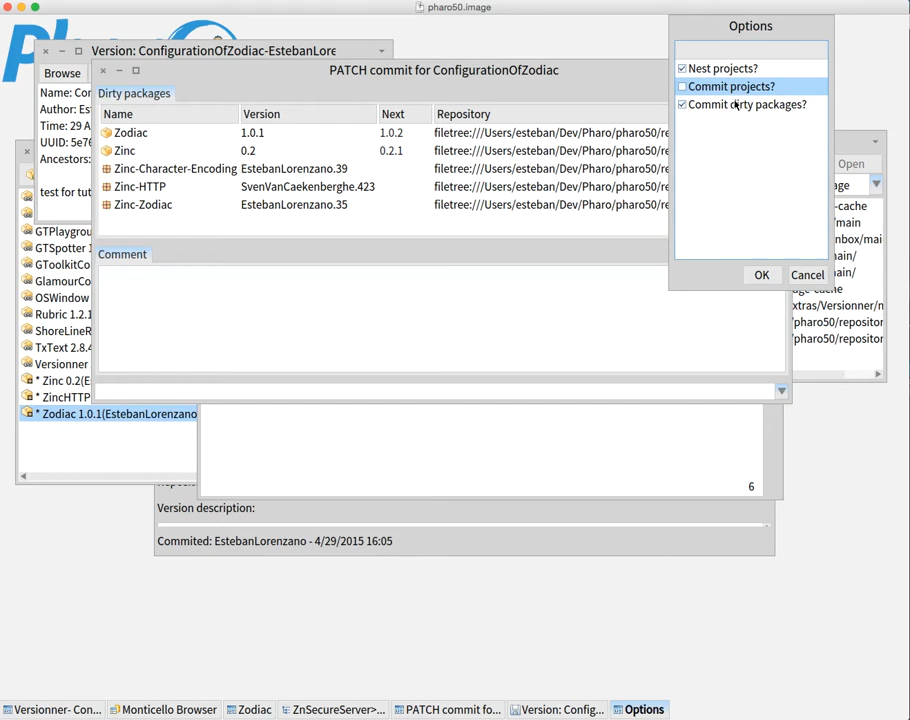 pharo50.image
Options
Version: ConfigurationOfZodiac-EstebanLore
PATCH commit for ConfigurationOfZodiac
Browse
Name: Con
Author: Es
Time: 29 A
UUID: 5e76
Ancestors:
test for tut
Dirty packages
Name Version Next Repository
Zodiac 1.0.1 1.0.2 filetree:///Users/esteban/Dev/Pharo/pharo50/re
Zinc 0.2 0.2.1 filetree:///Users/esteban/Dev/Pharo/pharo50/re
Zinc-Character-Encoding EstebanLorenzano.39 filetree:///Users/esteban/Dev/Pharo/pharo50/re
Zinc-HTTP SvenVanCaekenberghe.423 filetree:///Users/esteban/Dev/Pharo/pharo50/re
Zinc-Zodiac EstebanLorenzano.35 filetree:///Users/esteban/Dev/Pharo/pharo50/re
Comment
Nest projects?
Commit projects?
Commit dirty packages?
OK Cancel
Open
age
-cache
main
nbox/mai
ain/
ain/
age-cache
xtras/Versionner/m
/pharo50/repositor
/pharo50/repositor
GTPlaygrou
GTSpotter 1
GToolkitCo
GlamourCo
OSWindow
Rubric 1.2.1
ShoreLineR
TxText 2.8.4
Versionner
* Zinc 0.2(E
* ZincHTTP
* Zodiac 1.0.1(EstebanLorenzano
6
Version description:
Commited: EstebanLorenzano - 4/29/2015 16:05
Versionner- Con... Monticello Browser Zodiac ZnSecureServer>... PATCH commit fo... Version: Config... Options